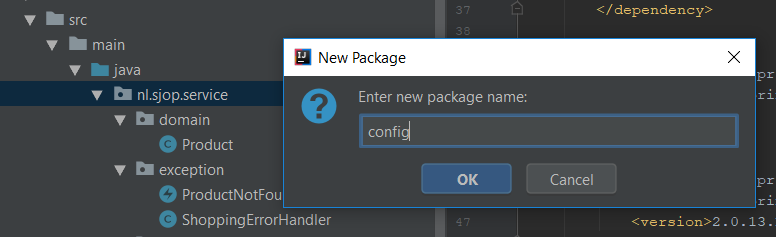 src
main
java
nl.sjop.service
domain
Product
exception
ProductNotFou
ShoppingErrorHandler
37 </dependency>
38
47 <version>2.0.13.
New Package
Enter new package name:
config
OK
Cancel